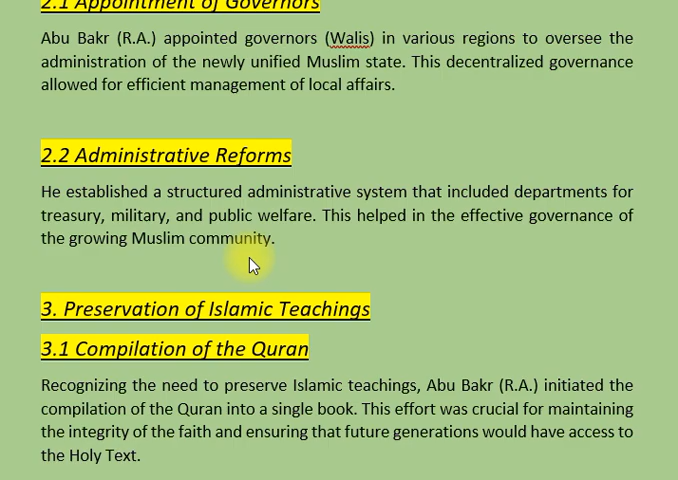 2.1 Appointment of Governors
Abu Bakr (R.A.) appointed governors (Walis) in various regions to oversee the
administration of the newly unified Muslim state. This decentralized governance
allowed for efficient management of local affairs.
2.2 Administrative Reforms
He established a structured administrative system that included departments for
treasury, military, and public welfare. This helped in the effective governance of
the growing Muslim community.
3. Preservation of Islamic Teachings
3.1 Compilation of the Quran
Recognizing the need to preserve Islamic teachings, Abu Bakr (R.A.) initiated the
compilation of the Quran into a single book. This effort was crucial for maintaining
the integrity of the faith and ensuring that future generations would have access to
the Holy Text.